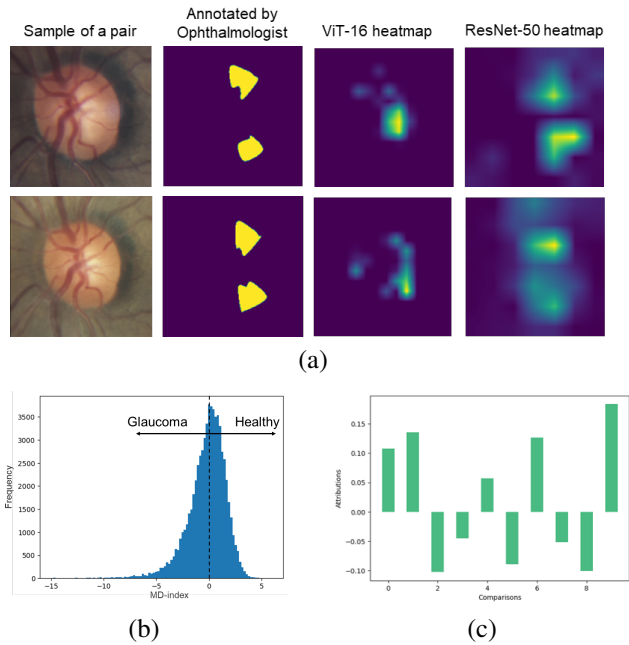 Sample of a pair
Annotated by
Ophthalmologist
ViT-16 heatmap
ResNet-50 heatmap
(a)
3500
3000
2500
2000
1500
1000
500
0
Frequency
Glaucoma
Healthy
−15
−10
−5
0
5
MD-index
(b)
0.15
0.10
0.05
0.00
−0.05
−0.10
Attributions
0
2
4
6
8
Comparisons
(c)